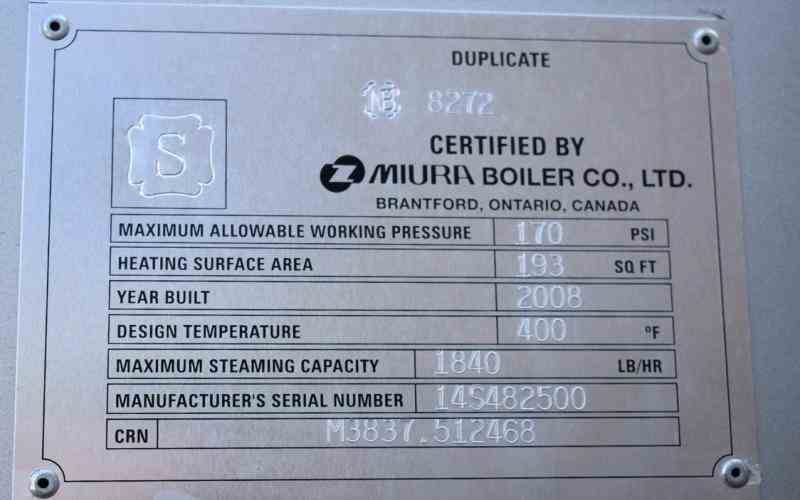 DUPLICATE
NB 8272
S
CERTIFIED BY
MIURA BOILER CO., LTD.
BRANTFORD, ONTARIO, CANADA
MAXIMUM ALLOWABLE WORKING PRESSURE 170 PSI
HEATING SURFACE AREA 193 SQ FT
YEAR BUILT 2008
DESIGN TEMPERATURE 400 ºF
MAXIMUM STEAMING CAPACITY 1840 LB/HR
MANUFACTURER'S SERIAL NUMBER 14S482500
CRN M3837.512468